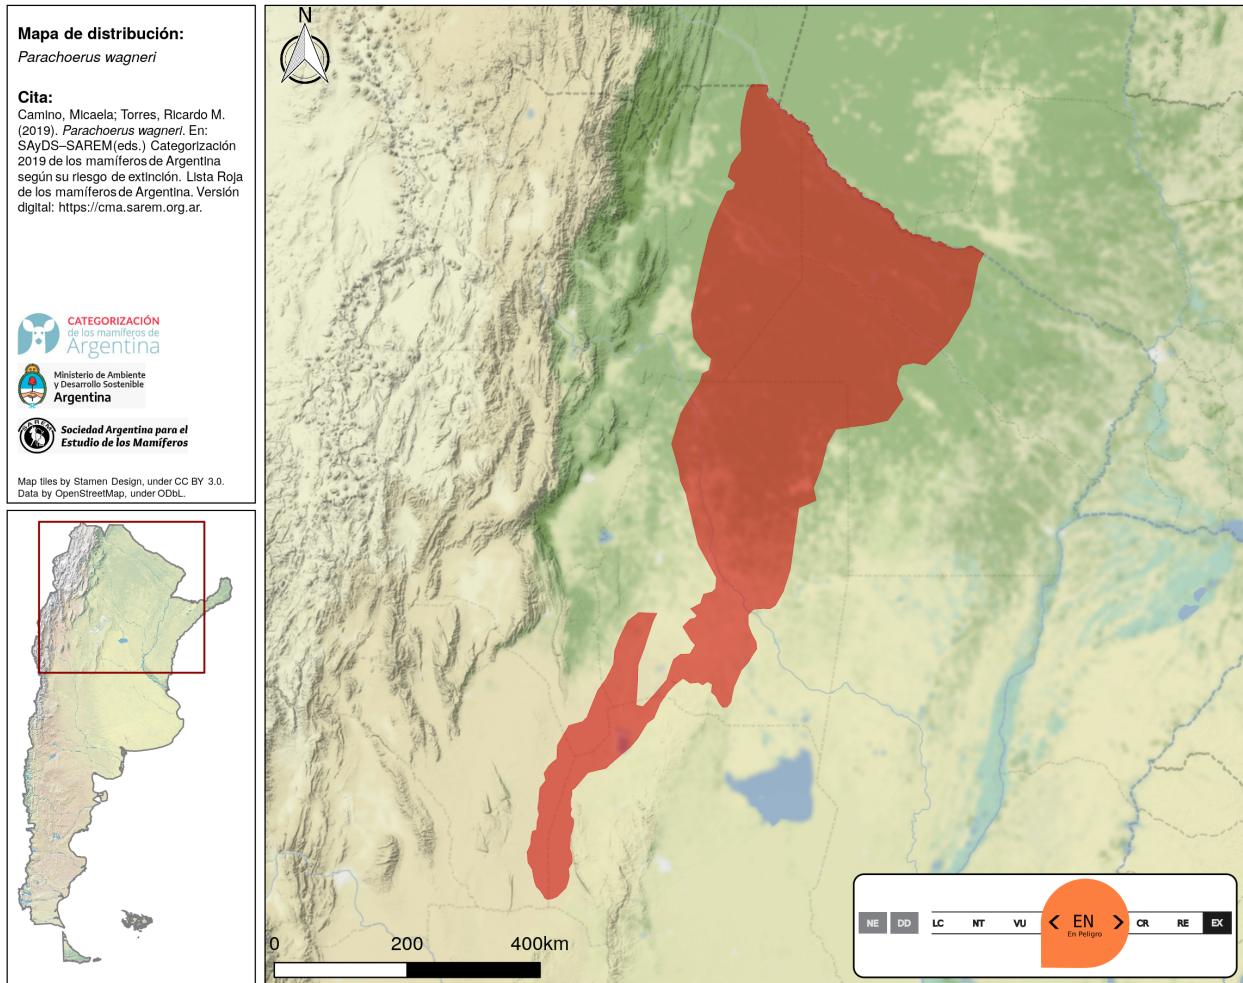 Mapa de distribución:
Parachoerus wagneri
Cita:
Camino, Micaela; Torres, Ricardo M.
(2019). Parachoerus wagneri. En:
SAyDS–SAREM(eds.) Categorización
2019 de los mamíferos de Argentina
según su riesgo de extinción. Lista Roja
de los mamíferos de Argentina. Versión
digital: https://cma.sarem.org.ar.
CATEGORIZACIÓN
de los mamíferos de
Argentina
Ministerio de Ambiente
y Desarrollo Sostenible
Argentina
SAREM
Sociedad Argentina para el
Estudio de los Mamíferos
Map tiles by Stamen Design, under CC BY 3.0.
Data by OpenStreetMap, under ODbL.
N
0 200 400km
NE DD LC NT VU EN CR RE EX
En Peligro